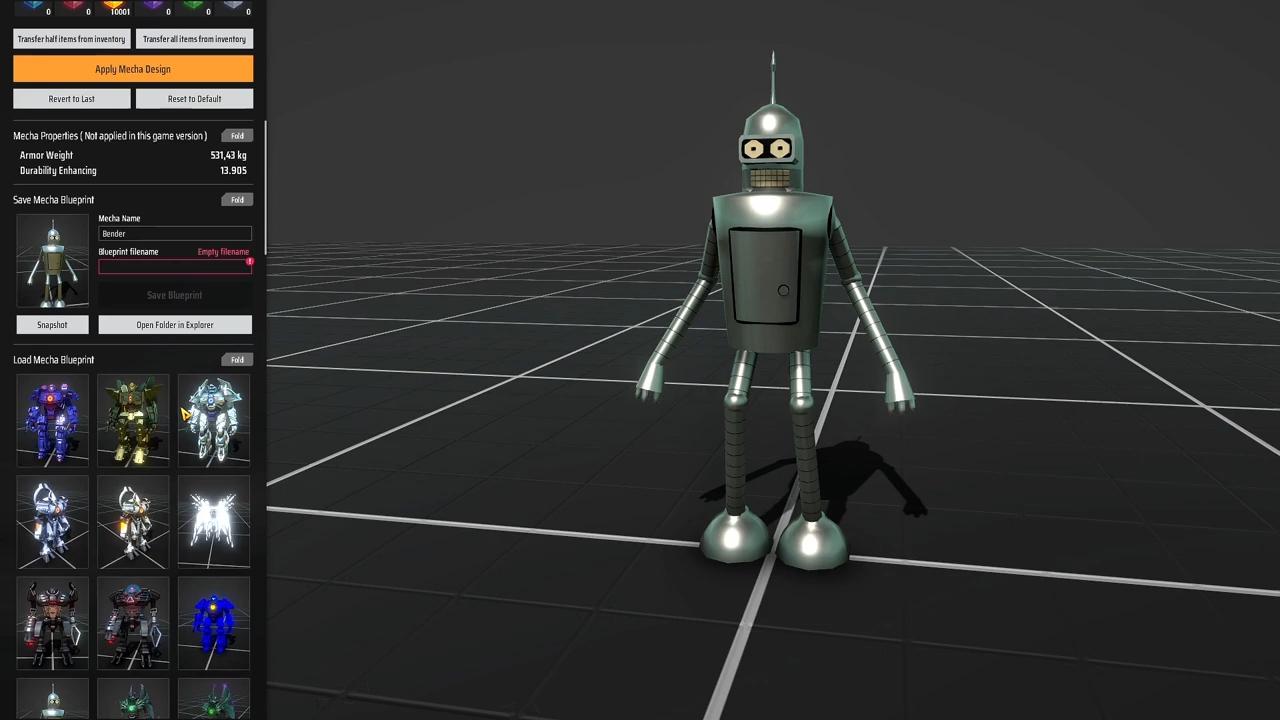 0 0 10001 0 0 0
Transfer half items from inventory Transfer all items from inventory
Apply Mecha Design
Revert to Last Reset to Default
Mecha Properties ( Not applied in this game version ) Fold
Armor Weight 531,43 kg
Durability Enhancing 13.905
Save Mecha Blueprint Fold
Mecha Name
Bender
Blueprint filename Empty filename
!
Save Blueprint
Snapshot Open Folder in Explorer
Load Mecha Blueprint Fold